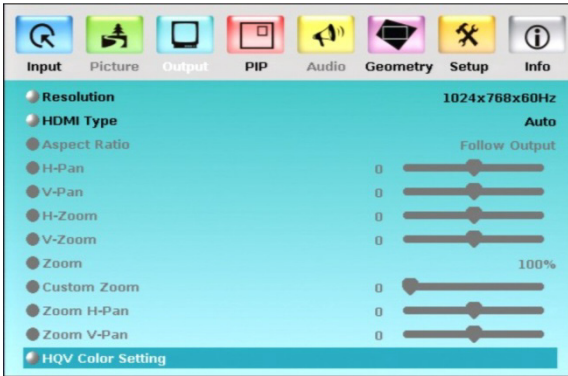 Input Picture Output PIP Audio Geometry Setup Info
Resolution 1024x768x60Hz
HDMI Type Auto
Aspect Ratio Follow Output
H-Pan 0
V-Pan 0
H-Zoom 0
V-Zoom 0
Zoom 100%
Custom Zoom 0
Zoom H-Pan 0
Zoom V-Pan 0
HQV Color Setting